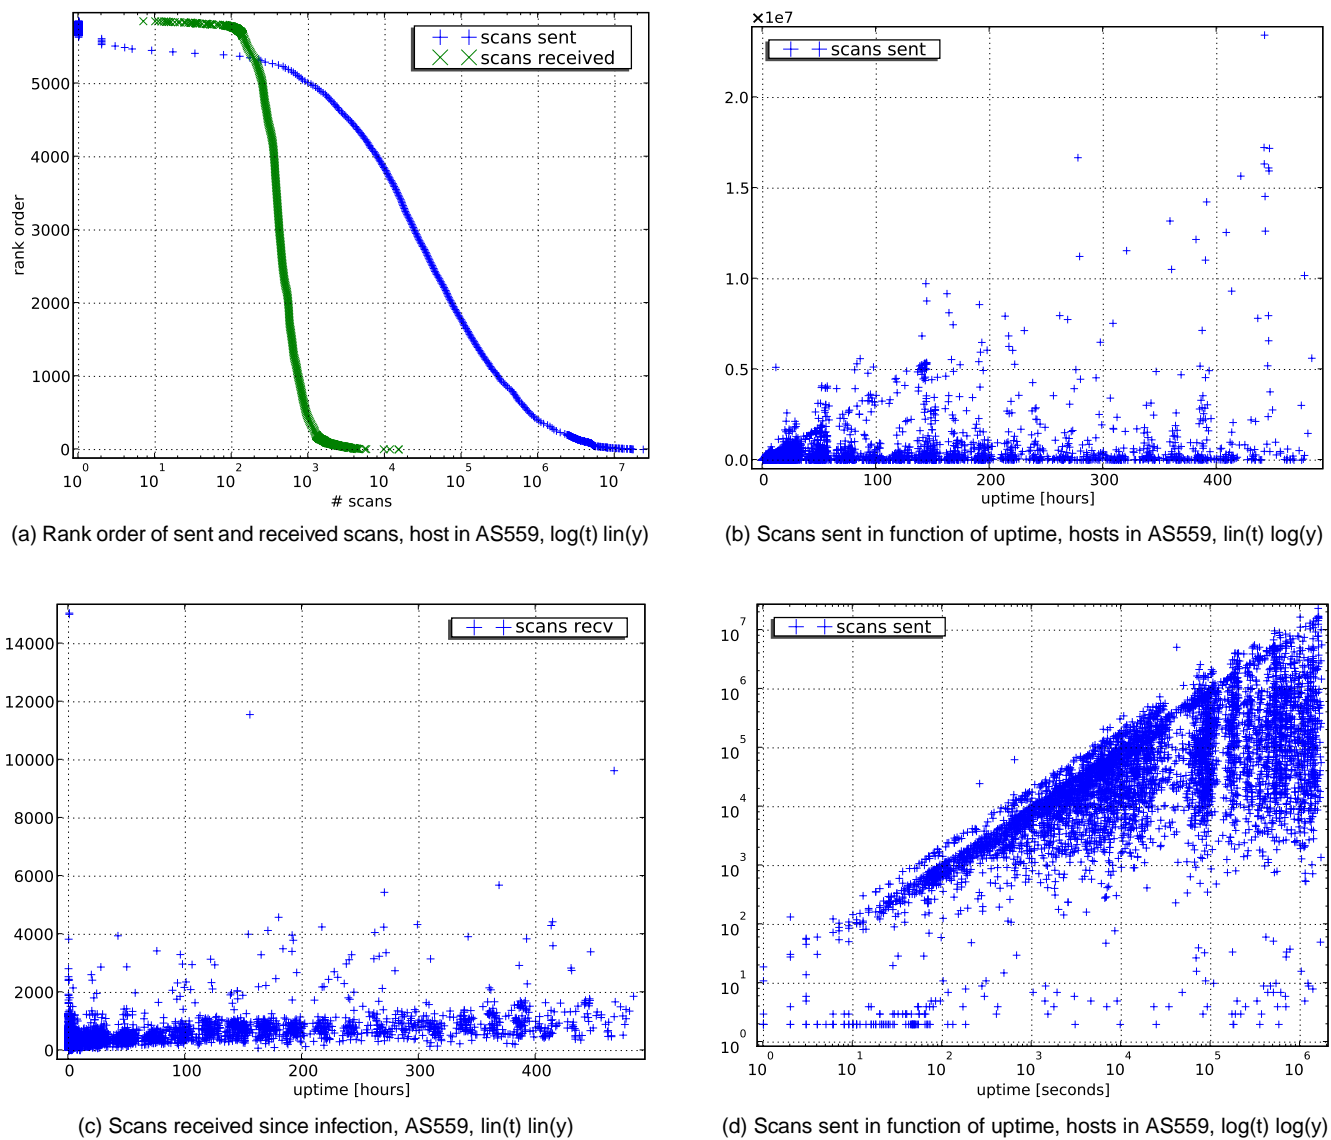 scans sent
scans received
5000
4000
3000
2000
1000
0
rank order
10^0 10^1 10^2 10^3 10^4 10^5 10^6 10^7
# scans
(a) Rank order of sent and received scans, host in AS559, log(t) lin(y)
×1e7
scans sent
2.0
1.5
1.0
0.5
0.0
0 100 200 300 400
uptime [hours]
(b) Scans sent in function of uptime, hosts in AS559, lin(t) log(y)
scans recv
14000
12000
10000
8000
6000
4000
2000
0
0 100 200 300 400
uptime [hours]
(c) Scans received since infection, AS559, lin(t) lin(y)
scans sent
10^7
10^6
10^5
10^4
10^3
10^2
10^1
10^0
10^0 10^1 10^2 10^3 10^4 10^5 10^6
uptime [seconds]
(d) Scans sent in function of uptime, hosts in AS559, log(t) log(y)